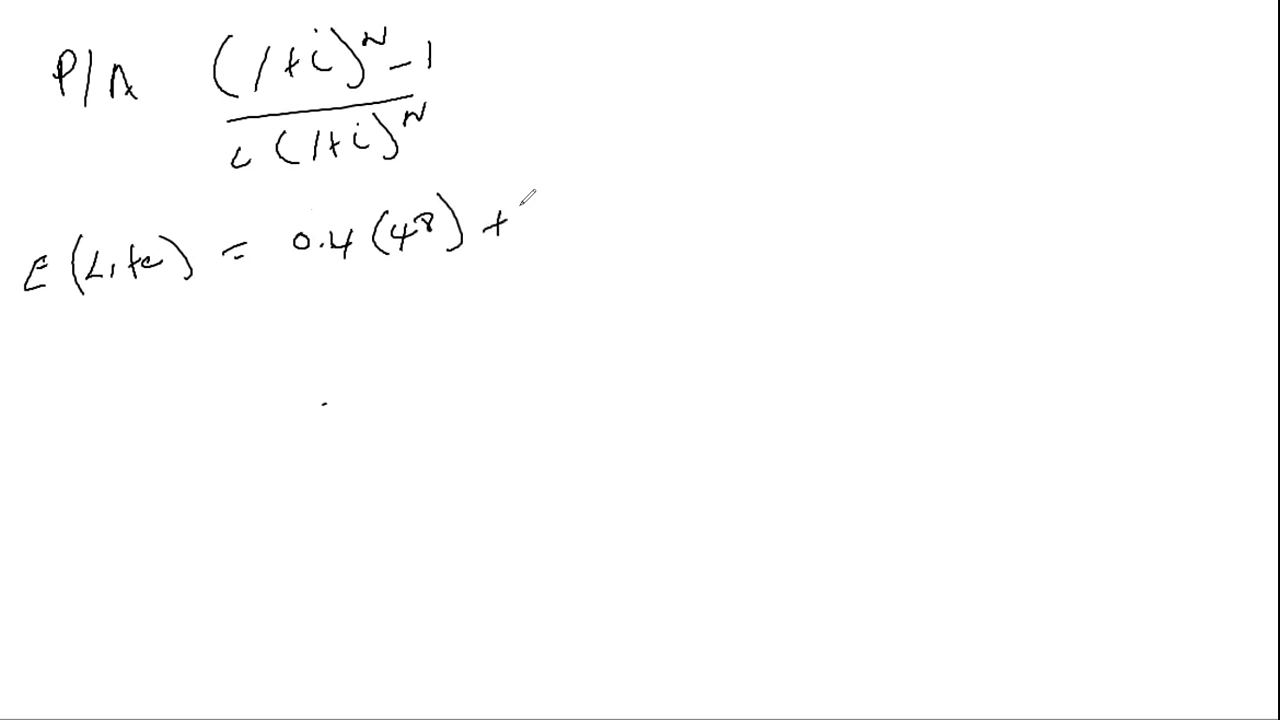 P/A (1+i)^N-1
i(1+i)^N
E(Life) = 0.4(48) +